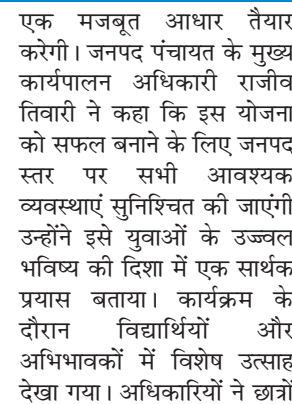 एक मजबूत आधार तैयार
करेगी। जनपद पंचायत के मुख्य
कार्यपालन अधिकारी राजीव
तिवारी ने कहा कि इस योजना
को सफल बनाने के लिए जनपद
स्तर पर सभी आवश्यक
व्यवस्थाएं सुनिश्चित की जाएंगी
उन्होंने इसे युवाओं के उज्ज्वल
भविष्य की दिशा में एक सार्थक
प्रयास बताया। कार्यक्रम के
दौरान विद्यार्थियों और
अभिभावकों में विशेष उत्साह
देखा गया। अधिकारियों ने छात्रों